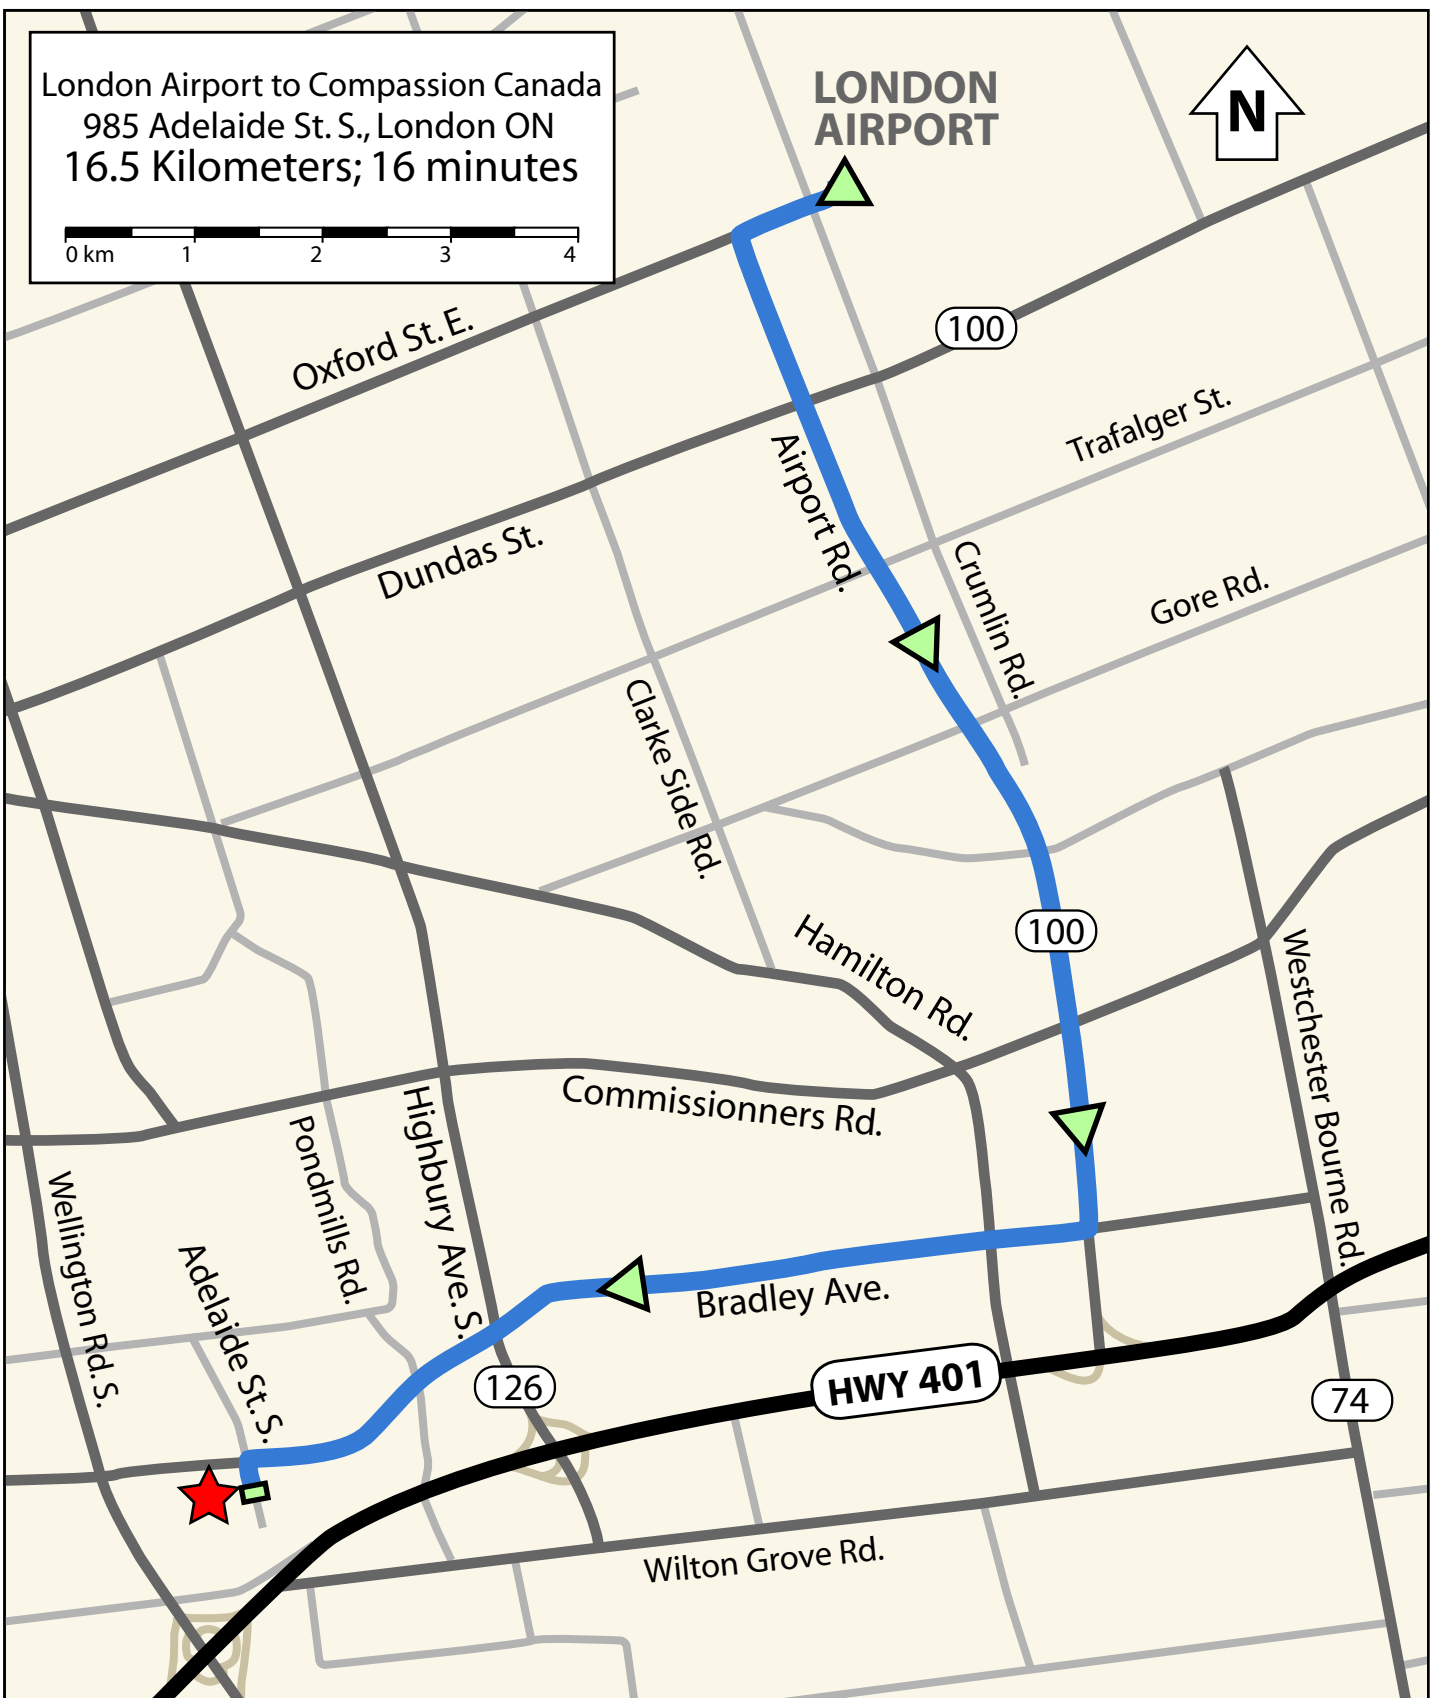 London Airport to Compassion Canada
985 Adelaide St. S., London ON
16.5 Kilometers; 16 minutes
0 km 1 2 3 4
LONDON
AIRPORT
N
Oxford St. E.
100
Trafalger St.
Airport Rd.
Dundas St.
Crumlin Rd.
Gore Rd.
Clarke Side Rd.
Hamilton Rd.
100
Westchester Bourne Rd.
Commissionners Rd.
Highbury Ave. S.
Pondmills Rd.
Wellington Rd. S.
Adelaide St. S.
Bradley Ave.
126
HWY 401
74
Wilton Grove Rd.